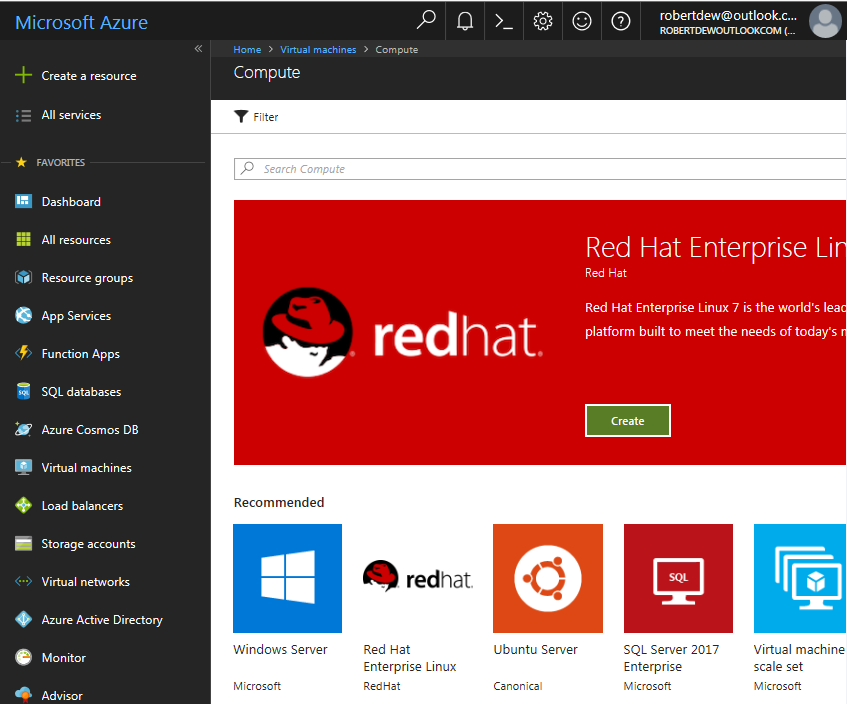 Microsoft Azure
robertdew@outlook.c...
ROBERTDEWOUTLOOKCOM (...
Home > Virtual machines > Compute
Compute
Create a resource
All services
FAVORITES
Dashboard
All resources
Resource groups
App Services
Function Apps
SQL databases
Azure Cosmos DB
Virtual machines
Load balancers
Storage accounts
Virtual networks
Azure Active Directory
Monitor
Advisor
Filter
Search Compute
redhat.
Red Hat Enterprise Lin
Red Hat
Red Hat Enterprise Linux 7 is the world's leac
platform built to meet the needs of today's
Create
Recommended
Windows Server
Microsoft
redhat.
Red Hat
Enterprise Linux
RedHat
Ubuntu Server
Canonical
SQL
SQL Server 2017
Enterprise
Microsoft
Virtual machine
scale set
Microsoft